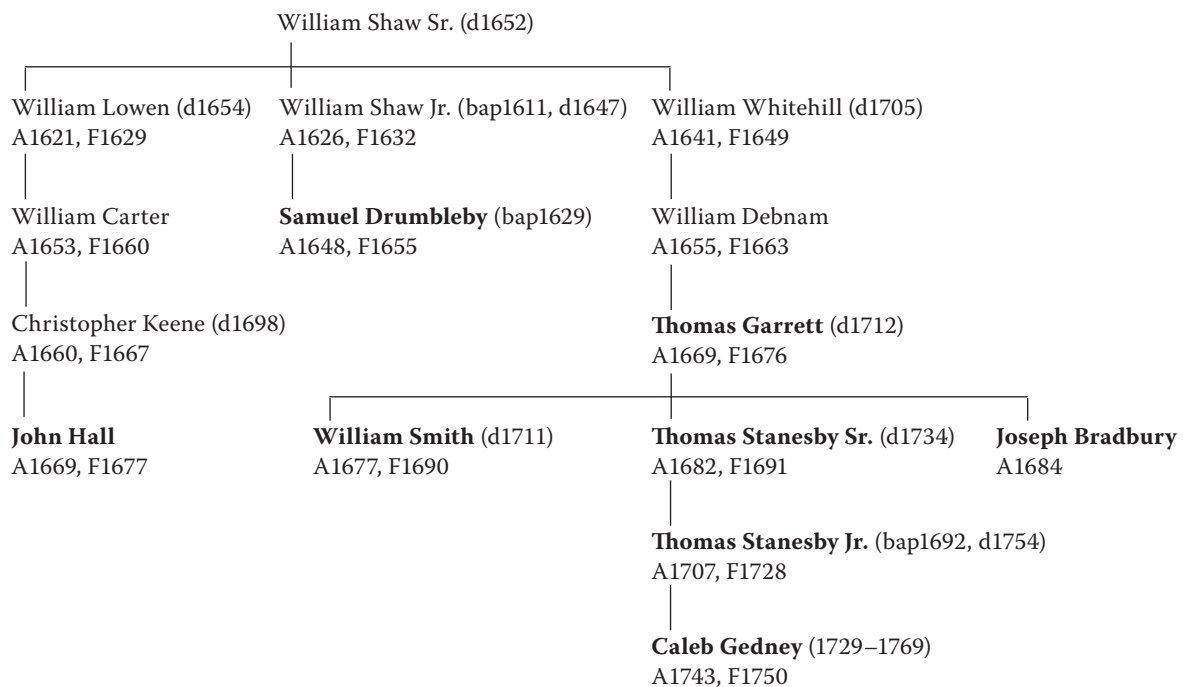 William Shaw Sr. (d1652)
William Lowen (d1654)
A1621, F1629
William Shaw Jr. (bap1611, d1647)
A1626, F1632
William Whitehill (d1705)
A1641, F1649
William Carter
A1653, F1660
Samuel Drumbleby (bap1629)
A1648, F1655
William Debnam
A1655, F1663
Christopher Keene (d1698)
A1660, F1667
Thomas Garrett (d1712)
A1669, F1676
John Hall
A1669, F1677
William Smith (d1711)
A1677, F1690
Thomas Stanesby Sr. (d1734)
A1682, F1691
Joseph Bradbury
A1684
Thomas Stanesby Jr. (bap1692, d1754)
A1707, F1728
Caleb Gedney (1729–1769)
A1743, F1750